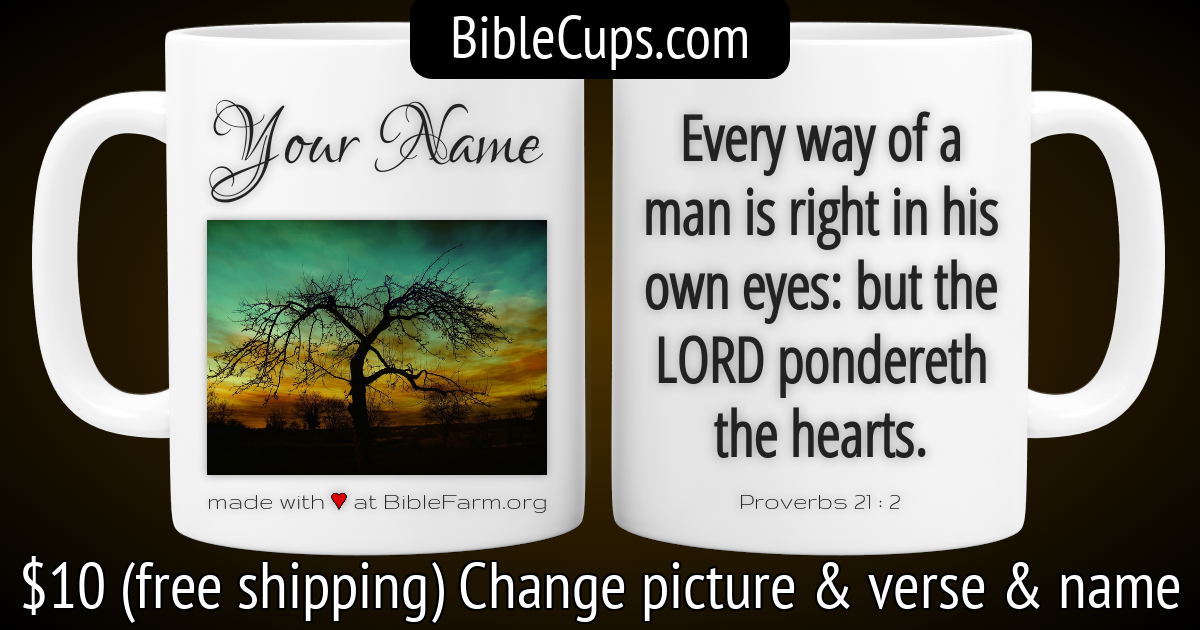 BibleCups.com
Your Name
made with ♥ at BibleFarm.org
Every way of a
man is right in his
own eyes: but the
LORD pondereth
the hearts.
Proverbs 21 : 2
$10 (free shipping) Change picture & verse & name